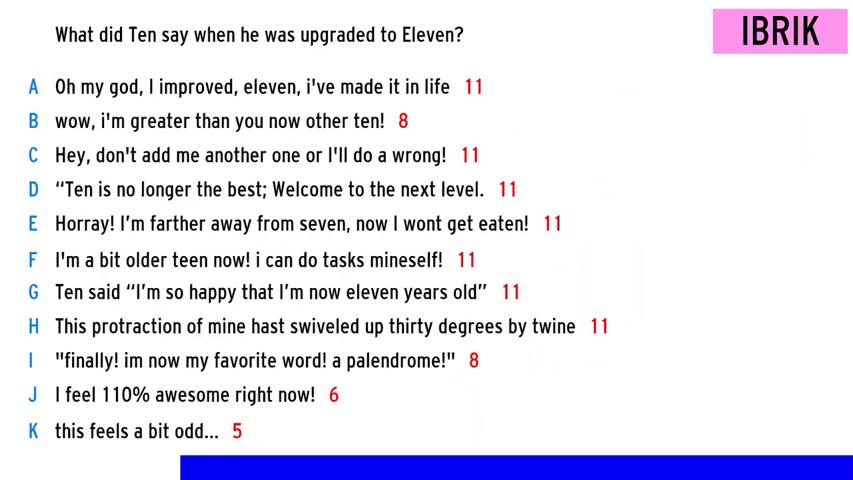 What did Ten say when he was upgraded to Eleven?
IBRIK
A Oh my god, I improved, eleven, i've made it in life 11
B wow, i'm greater than you now other ten! 8
C Hey, don't add me another one or I'll do a wrong! 11
D “Ten is no longer the best; Welcome to the next level. 11
E Horray! I’m farther away from seven, now I wont get eaten! 11
F I'm a bit older teen now! i can do tasks mineself! 11
G Ten said “I’m so happy that I’m now eleven years old” 11
H This protraction of mine hast swiveled up thirty degrees by twine 11
I "finally! im now my favorite word! a palendrome!" 8
J I feel 110% awesome right now! 6
K this feels a bit odd... 5